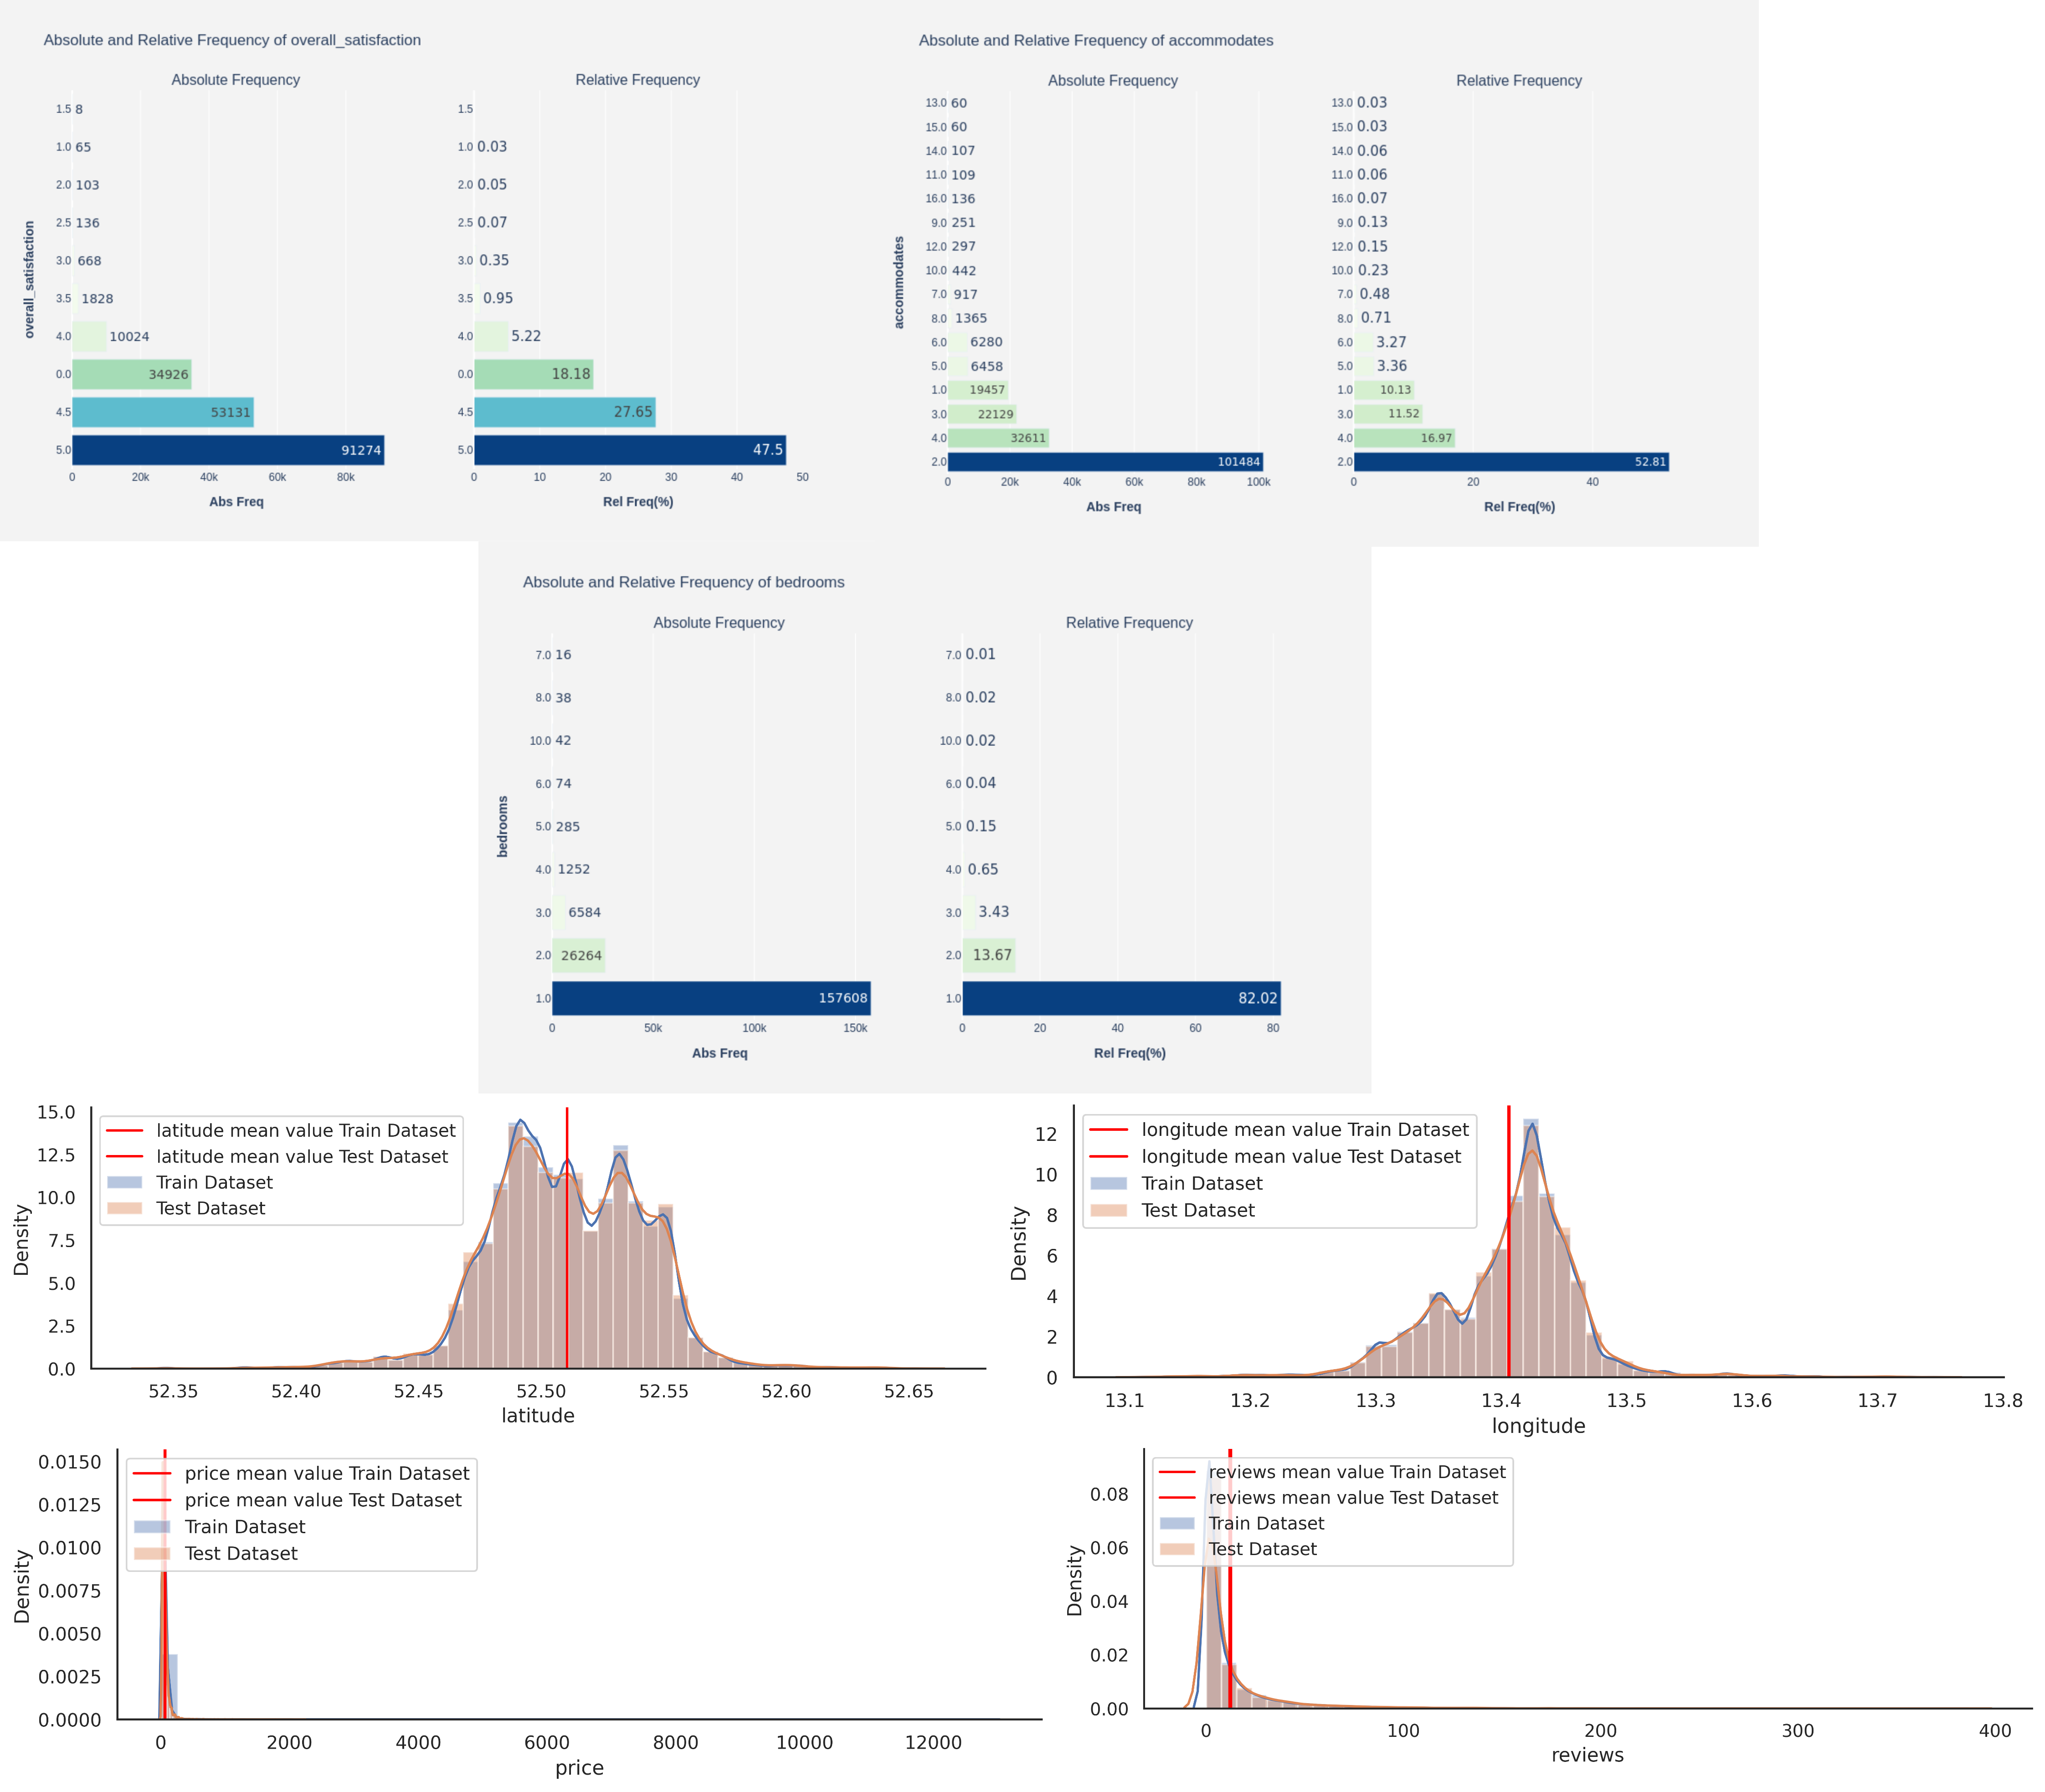 Absolute and Relative Frequency of overall_satisfaction
Absolute Frequency
Relative Frequency
overall_satisfaction
1.5 8
1.0 65
2.0 103
2.5 136
3.0 668
3.5 1828
4.0 10024
0.0 34926
4.5 53131
5.0 91274
0 20k 40k 60k 80k
Abs Freq
1.5
1.0 0.03
2.0 0.05
2.5 0.07
3.0 0.35
3.5 0.95
4.0 5.22
0.0 18.18
4.5 27.65
5.0 47.5
0 10 20 30 40 50
Rel Freq(%)
Absolute and Relative Frequency of accommodates
Absolute Frequency
Relative Frequency
accommodates
13.0 60
15.0 60
14.0 107
11.0 109
16.0 136
9.0 251
12.0 297
10.0 442
7.0 917
8.0 1365
6.0 6280
5.0 6458
1.0 19457
3.0 22129
4.0 32611
2.0 101484
0 20k 40k 60k 80k 100k
Abs Freq
13.0 0.03
15.0 0.03
14.0 0.06
11.0 0.06
16.0 0.07
9.0 0.13
12.0 0.15
10.0 0.23
7.0 0.48
8.0 0.71
6.0 3.27
5.0 3.36
1.0 10.13
3.0 11.52
4.0 16.97
2.0 52.81
0 20 40
Rel Freq(%)
Absolute and Relative Frequency of bedrooms
Absolute Frequency
Relative Frequency
bedrooms
7.0 16
8.0 38
10.0 42
6.0 74
5.0 285
4.0 1252
3.0 6584
2.0 26264
1.0 157608
0 50k 100k 150k
Abs Freq
7.0 0.01
8.0 0.02
10.0 0.02
6.0 0.04
5.0 0.15
4.0 0.65
3.0 3.43
2.0 13.67
1.0 82.02
0 20 40 60 80
Rel Freq(%)
latitude mean value Train Dataset
latitude mean value Test Dataset
Train Dataset
Test Dataset
Density
15.0
12.5
10.0
7.5
5.0
2.5
0.0
52.35 52.40 52.45 52.50 52.55 52.60 52.65
latitude
longitude mean value Train Dataset
longitude mean value Test Dataset
Train Dataset
Test Dataset
Density
12
10
8
6
4
2
0
13.1 13.2 13.3 13.4 13.5 13.6 13.7 13.8
longitude
price mean value Train Dataset
price mean value Test Dataset
Train Dataset
Test Dataset
Density
0.0150
0.0125
0.0100
0.0075
0.0050
0.0025
0.0000
0 2000 4000 6000 8000 10000 12000
price
reviews mean value Train Dataset
reviews mean value Test Dataset
Train Dataset
Test Dataset
Density
0.08
0.06
0.04
0.02
0.00
0 100 200 300 400
reviews